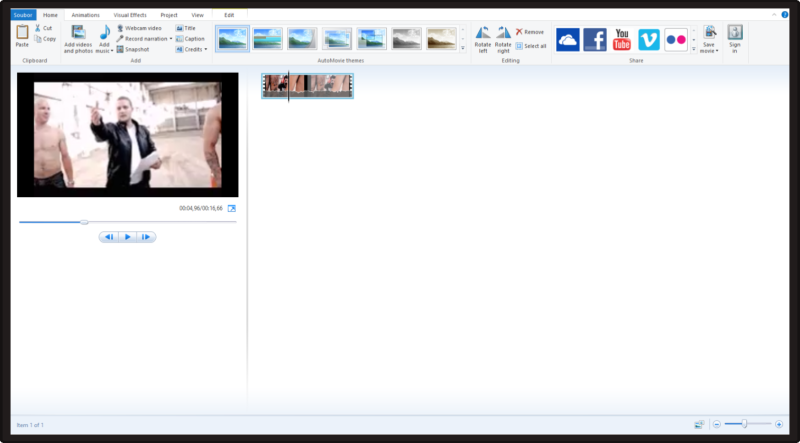 Soubor Home Animations Visual Effects Project View Edit
Paste
Cut
Copy
Clipboard
Add videos
and photos
Add
music
Webcam video
Record narration
Snapshot
Title
Caption
Credits
Add
AutoMovie themes
Rotate
left
Rotate
right
Remove
Select all
Editing
You
Tube
Share
Save
movie
Sign
in
00:04,96/00:16,66
Item 1 of 1